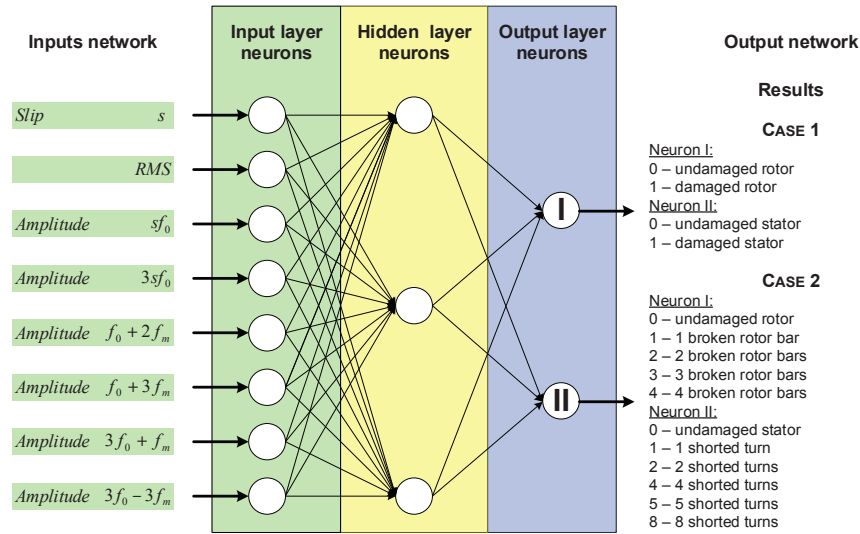 Inputs network
Input layer
neurons
Hidden layer
neurons
Output layer
neurons
Output network
Slip s
RMS
Amplitude sf₀
Amplitude 3sf₀
Amplitude f₀ + 2fₘ
Amplitude f₀ + 3fₘ
Amplitude 3f₀ + fₘ
Amplitude 3f₀ − 3fₘ
I
II
Results
CASE 1
Neuron I:
0 – undamaged rotor
1 – damaged rotor
Neuron II:
0 – undamaged stator
1 – damaged stator
CASE 2
Neuron I:
0 – undamaged rotor
1 – 1 broken rotor bar
2 – 2 broken rotor bars
3 – 3 broken rotor bars
4 – 4 broken rotor bars
Neuron II:
0 – undamaged stator
1 – 1 shorted turn
2 – 2 shorted turns
4 – 4 shorted turns
5 – 5 shorted turns
8 – 8 shorted turns